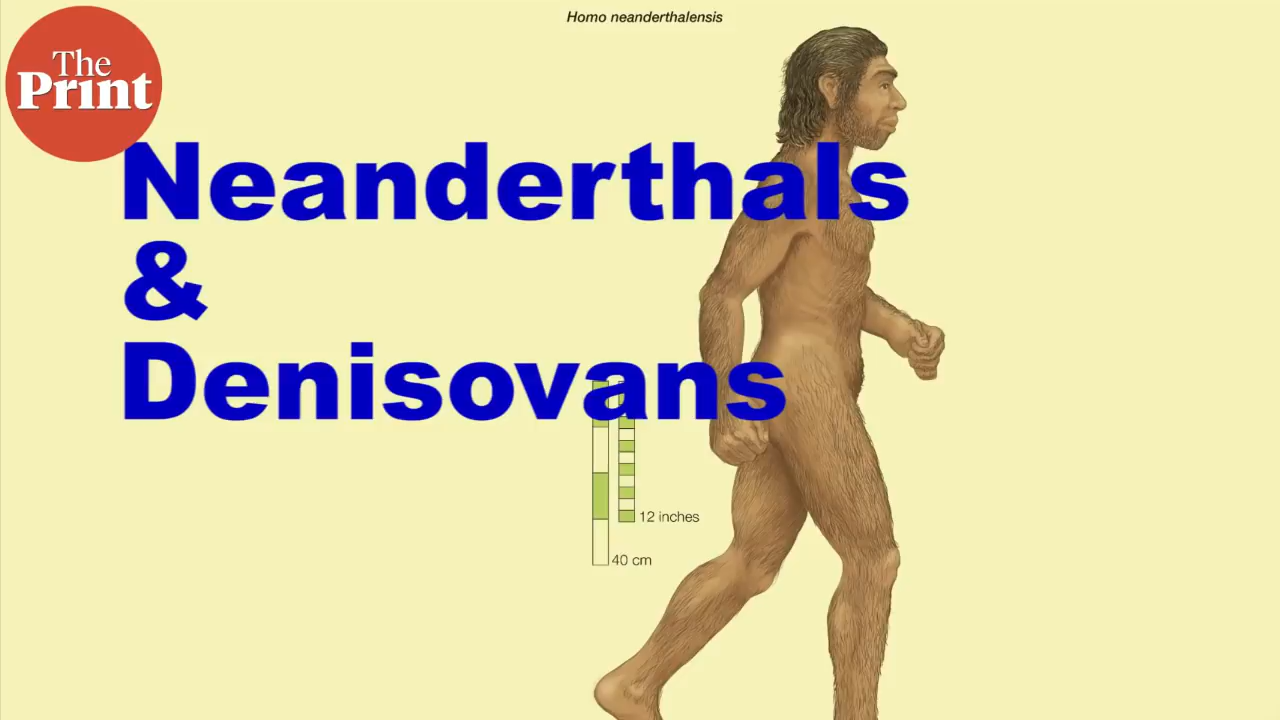 Homo neanderthalensis
The
Print
Neanderthals
&
Denisovans
12 inches
40 cm